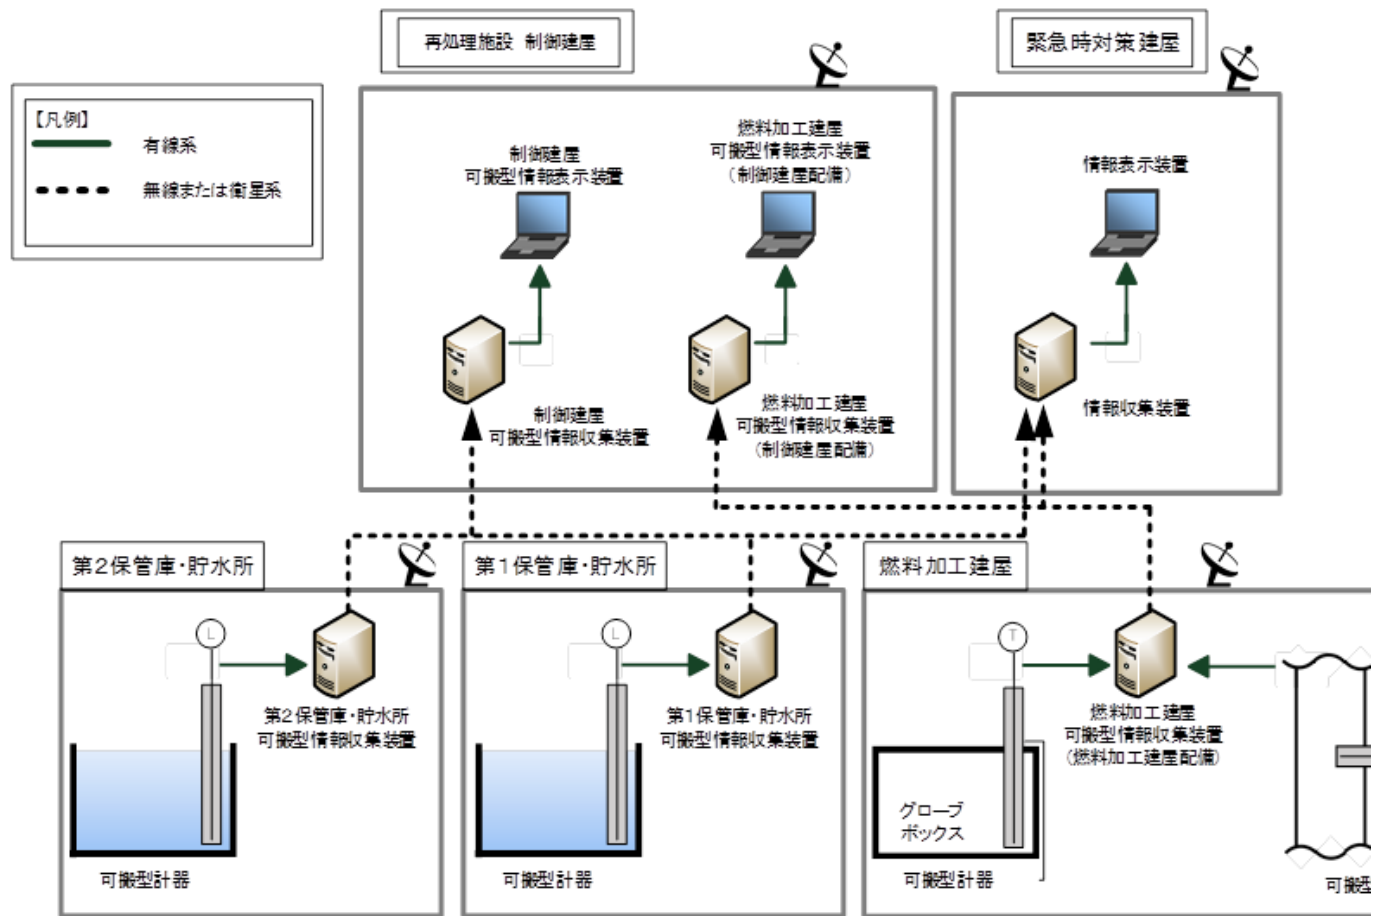 再処理施設 制御建屋
緊急時対策建屋
【凡例】
有線系
無線または衛星系
制御建屋
可搬型情報表示装置
燃料加工建屋
可搬型情報表示装置
(制御建屋配備)
情報表示装置
制御建屋
可搬型情報収集装置
燃料加工建屋
可搬型情報収集装置
(制御建屋配備)
情報収集装置
第2保管庫・貯水所
第1保管庫・貯水所
燃料加工建屋
L
L
T
第2保管庫・貯水所
可搬型情報収集装置
第1保管庫・貯水所
可搬型情報収集装置
燃料加工建屋
可搬型情報収集装置
(燃料加工建屋配備)
グローブ
ボックス
可搬型計器
可搬型計器
可搬型計器
可搬型